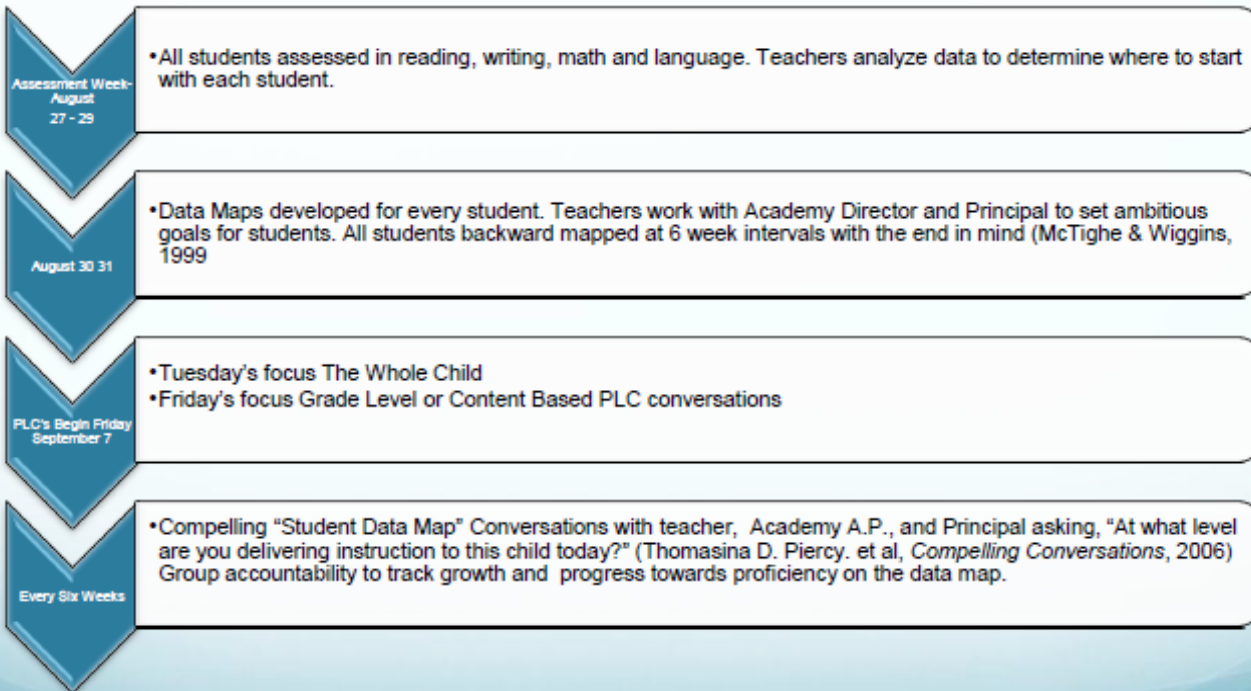 Assessment Week-
August
27 - 29
•All students assessed in reading, writing, math and language. Teachers analyze data to determine where to start
with each student.
August 30 31
•Data Maps developed for every student. Teachers work with Academy Director and Principal to set ambitious
goals for students. All students backward mapped at 6 week intervals with the end in mind (McTighe & Wiggins,
1999
PLC's Begin Friday
September 7
•Tuesday’s focus The Whole Child
•Friday’s focus Grade Level or Content Based PLC conversations
Every Six Weeks
•Compelling “Student Data Map” Conversations with teacher, Academy A.P., and Principal asking, “At what level
are you delivering instruction to this child today?” (Thomasina D. Piercy. et al, Compelling Conversations, 2006)
Group accountability to track growth and progress towards proficiency on the data map.